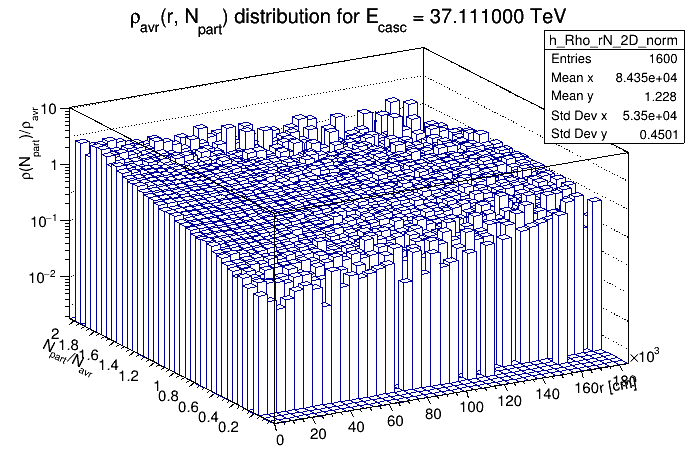 ρavr(r, Npart) distribution for Ecasc = 37.111000 TeV
h_Rho_rN_2D_norm
Entries 1600
Mean x 8.435e+04
Mean y 1.228
Std Dev x 5.35e+04
Std Dev y 0.4501
ρ(Npart)/ρavr
10
1
10−1
10−2
2
1.8
1.6
1.4
1.2
1
0.8
0.6
0.4
0.2
Npart/Navr
0
20
40
60
80
100
120
140
160
180
r [cm]
×103